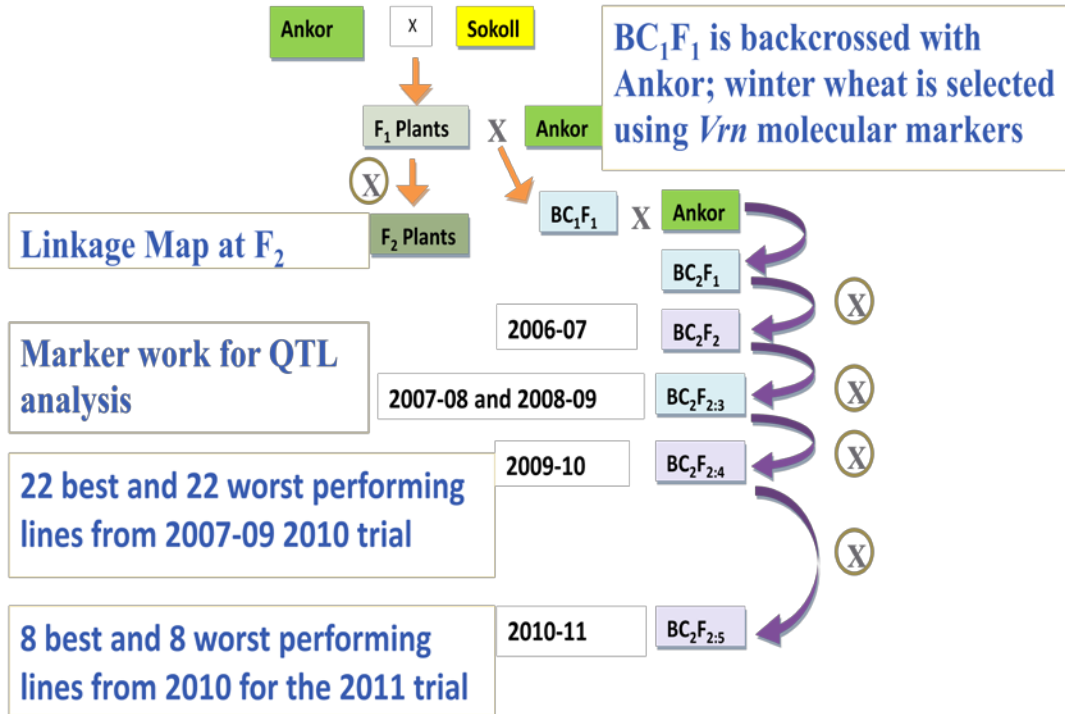 Ankor
X
Sokoll
BC₁F₁ is backcrossed with
Ankor; winter wheat is selected
using Vrn molecular markers
F₁ Plants
X
Ankor
X
BC₁F₁
X
Ankor
Linkage Map at F₂
F₂ Plants
BC₂F₁
X
2006-07
BC₂F₂
Marker work for QTL
analysis
X
2007-08 and 2008-09
BC₂F₂:₃
X
2009-10
BC₂F₂:₄
22 best and 22 worst performing
lines from 2007-09 2010 trial
X
2010-11
BC₂F₂:₅
8 best and 8 worst performing
lines from 2010 for the 2011 trial